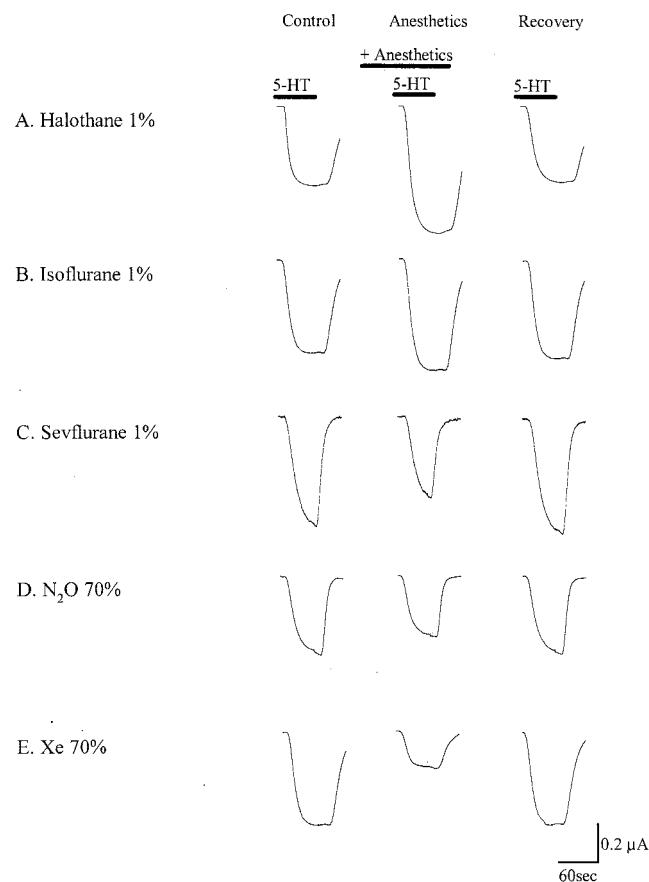 Control Anesthetics Recovery
+ Anesthetics
5-HT 5-HT 5-HT
A. Halothane 1%
B. Isoflurane 1%
C. Sevflurane 1%
D. N₂O 70%
E. Xe 70%
0.2 µA
60sec